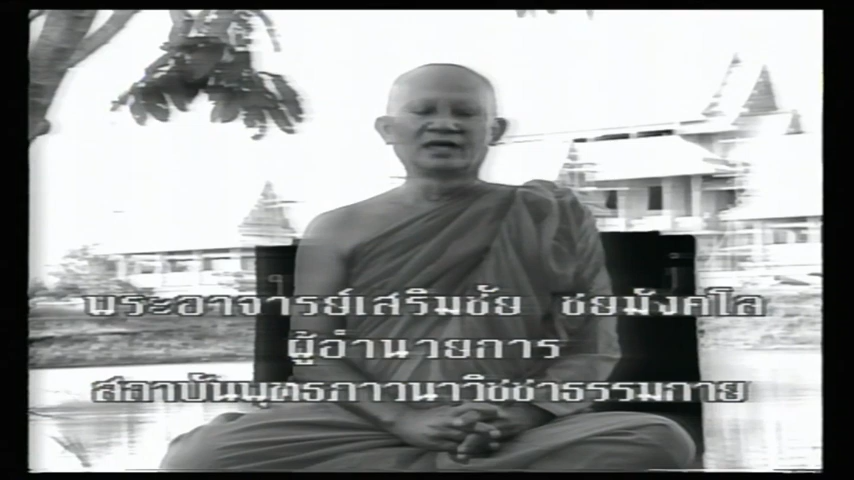 พระอาจารย์เสริมชัย ชยมังคโล
ผู้อำนวยการ
สถาบันพุทธภาวนาวิชชาธรรมกาย